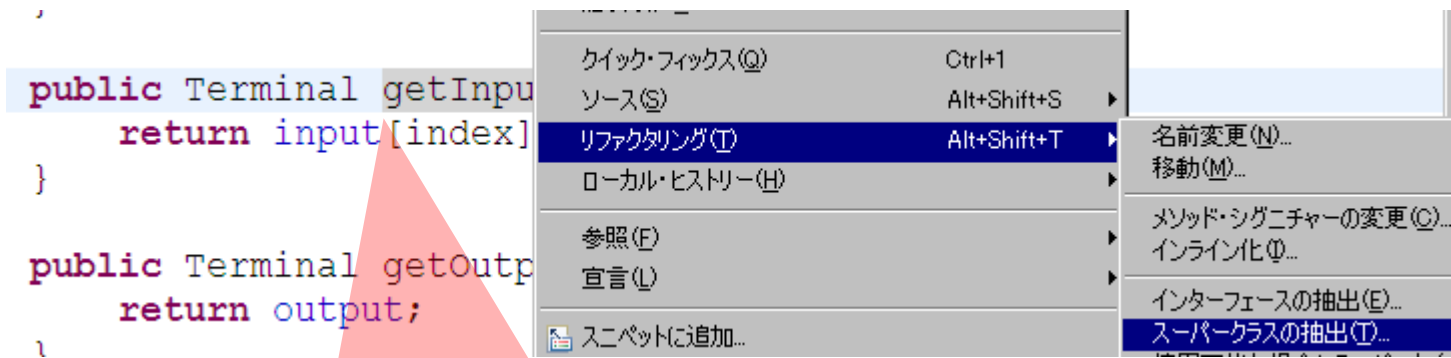 }
public Terminal getInpu
return input[index]
}
public Terminal getOutp
return output;
}
クイック・フィックス(Q) Ctrl+1
ソース(S) Alt+Shift+S
リファクタリング(T) Alt+Shift+T
ローカル・ヒストリー(H)
参照(F)
宣言(L)
スニペットに追加...
名前変更(N)...
移動(M)...
メソッド・シグニチャーの変更(C)...
インライン化(I)...
インターフェースの抽出(E)...
スーパークラスの抽出(T)...